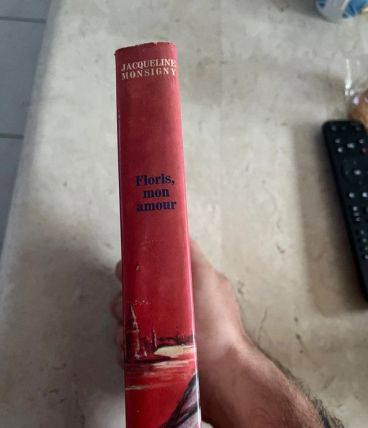 JACQUELINE
MONSIGNY
Floris,
mon
amour